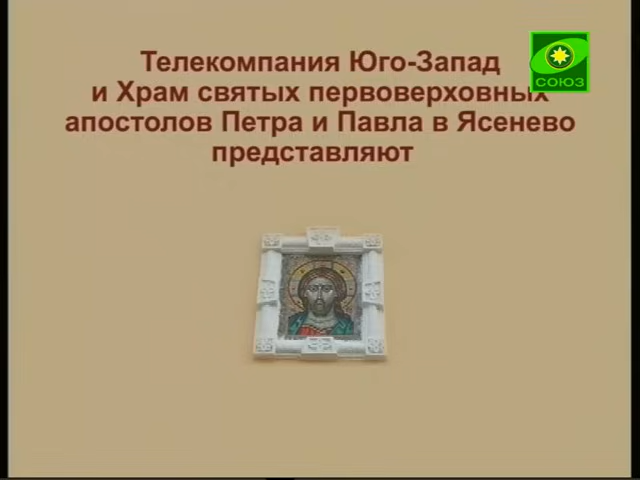 Телекомпания Юго-Запад
и Храм святых первоверховных
апостолов Петра и Павла в Ясенево
представляют
СОЮЗ